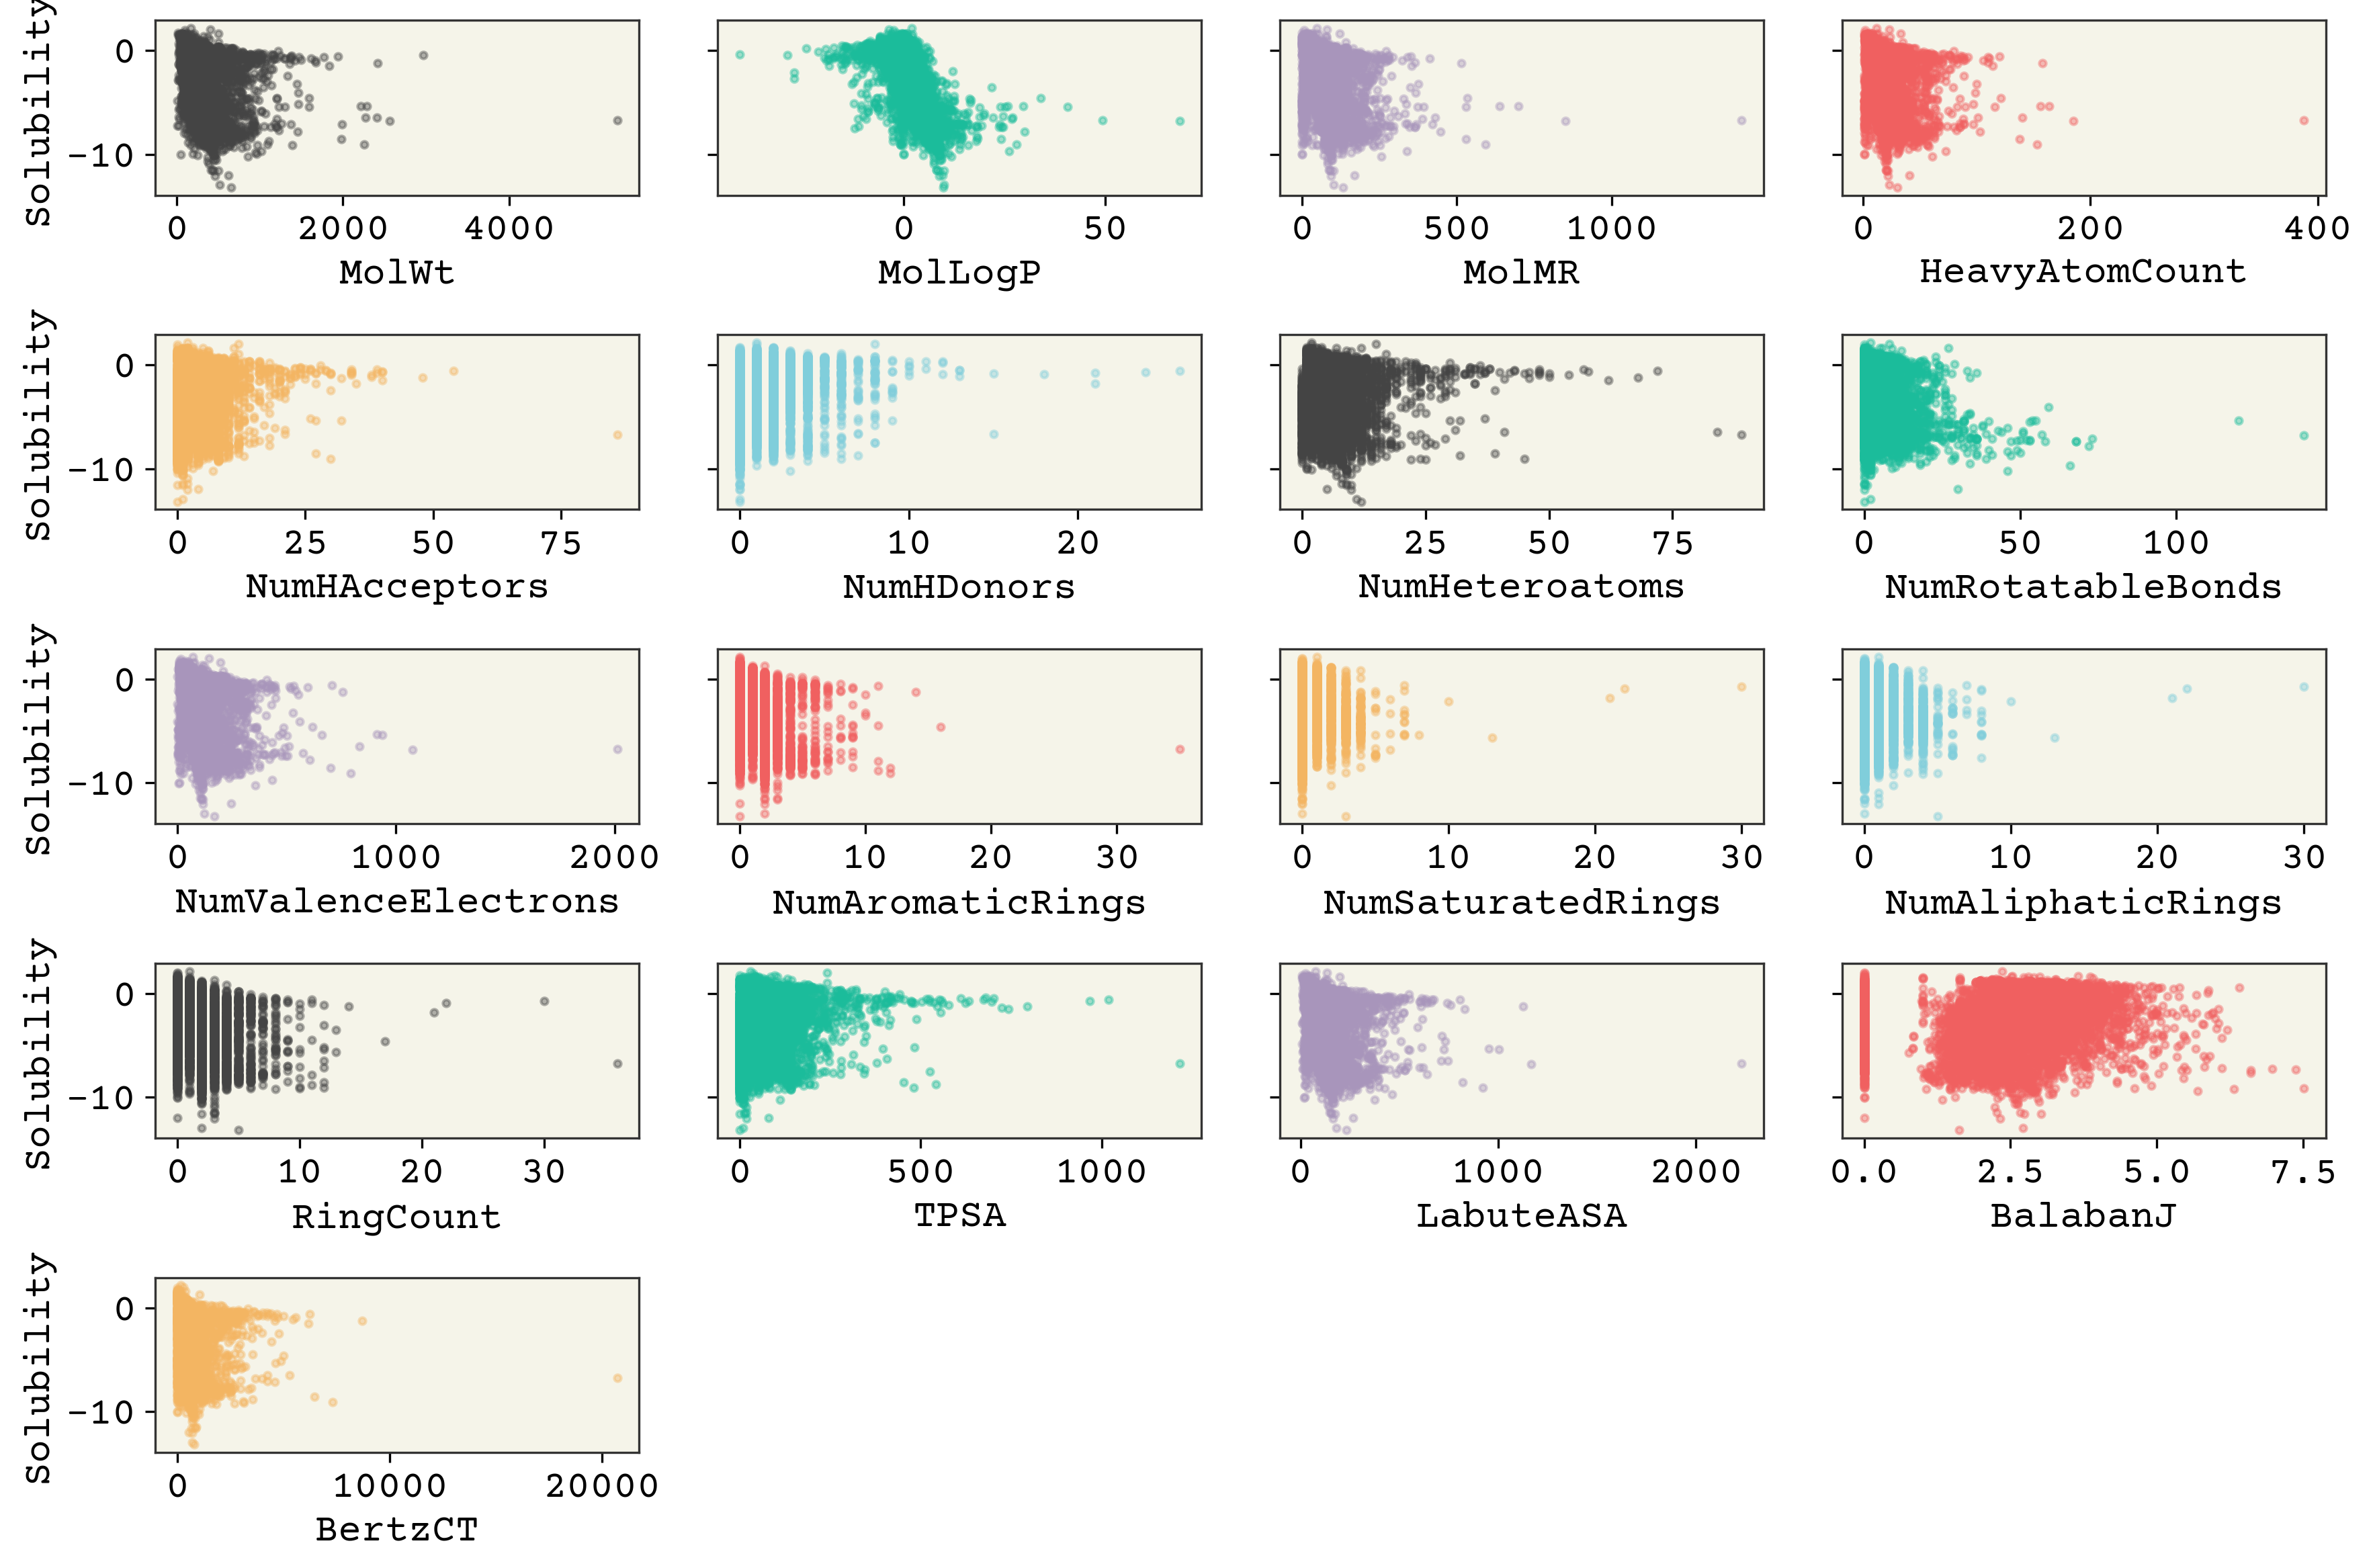 Solubility
0
−10
0 2000 4000
MolWt
0 50
MolLogP
0 500 1000
MolMR
0 200 400
HeavyAtomCount
Solubility
0
−10
0 25 50 75
NumHAcceptors
0 10 20
NumHDonors
0 25 50 75
NumHeteroatoms
0 50 100
NumRotatableBonds
Solubility
0
−10
0 1000 2000
NumValenceElectrons
0 10 20 30
NumAromaticRings
0 10 20 30
NumSaturatedRings
0 10 20 30
NumAliphaticRings
Solubility
0
−10
0 10 20 30
RingCount
0 500 1000
TPSA
0 1000 2000
LabuteASA
0.0 2.5 5.0 7.5
BalabanJ
Solubility
0
−10
0 10000 20000
BertzCT